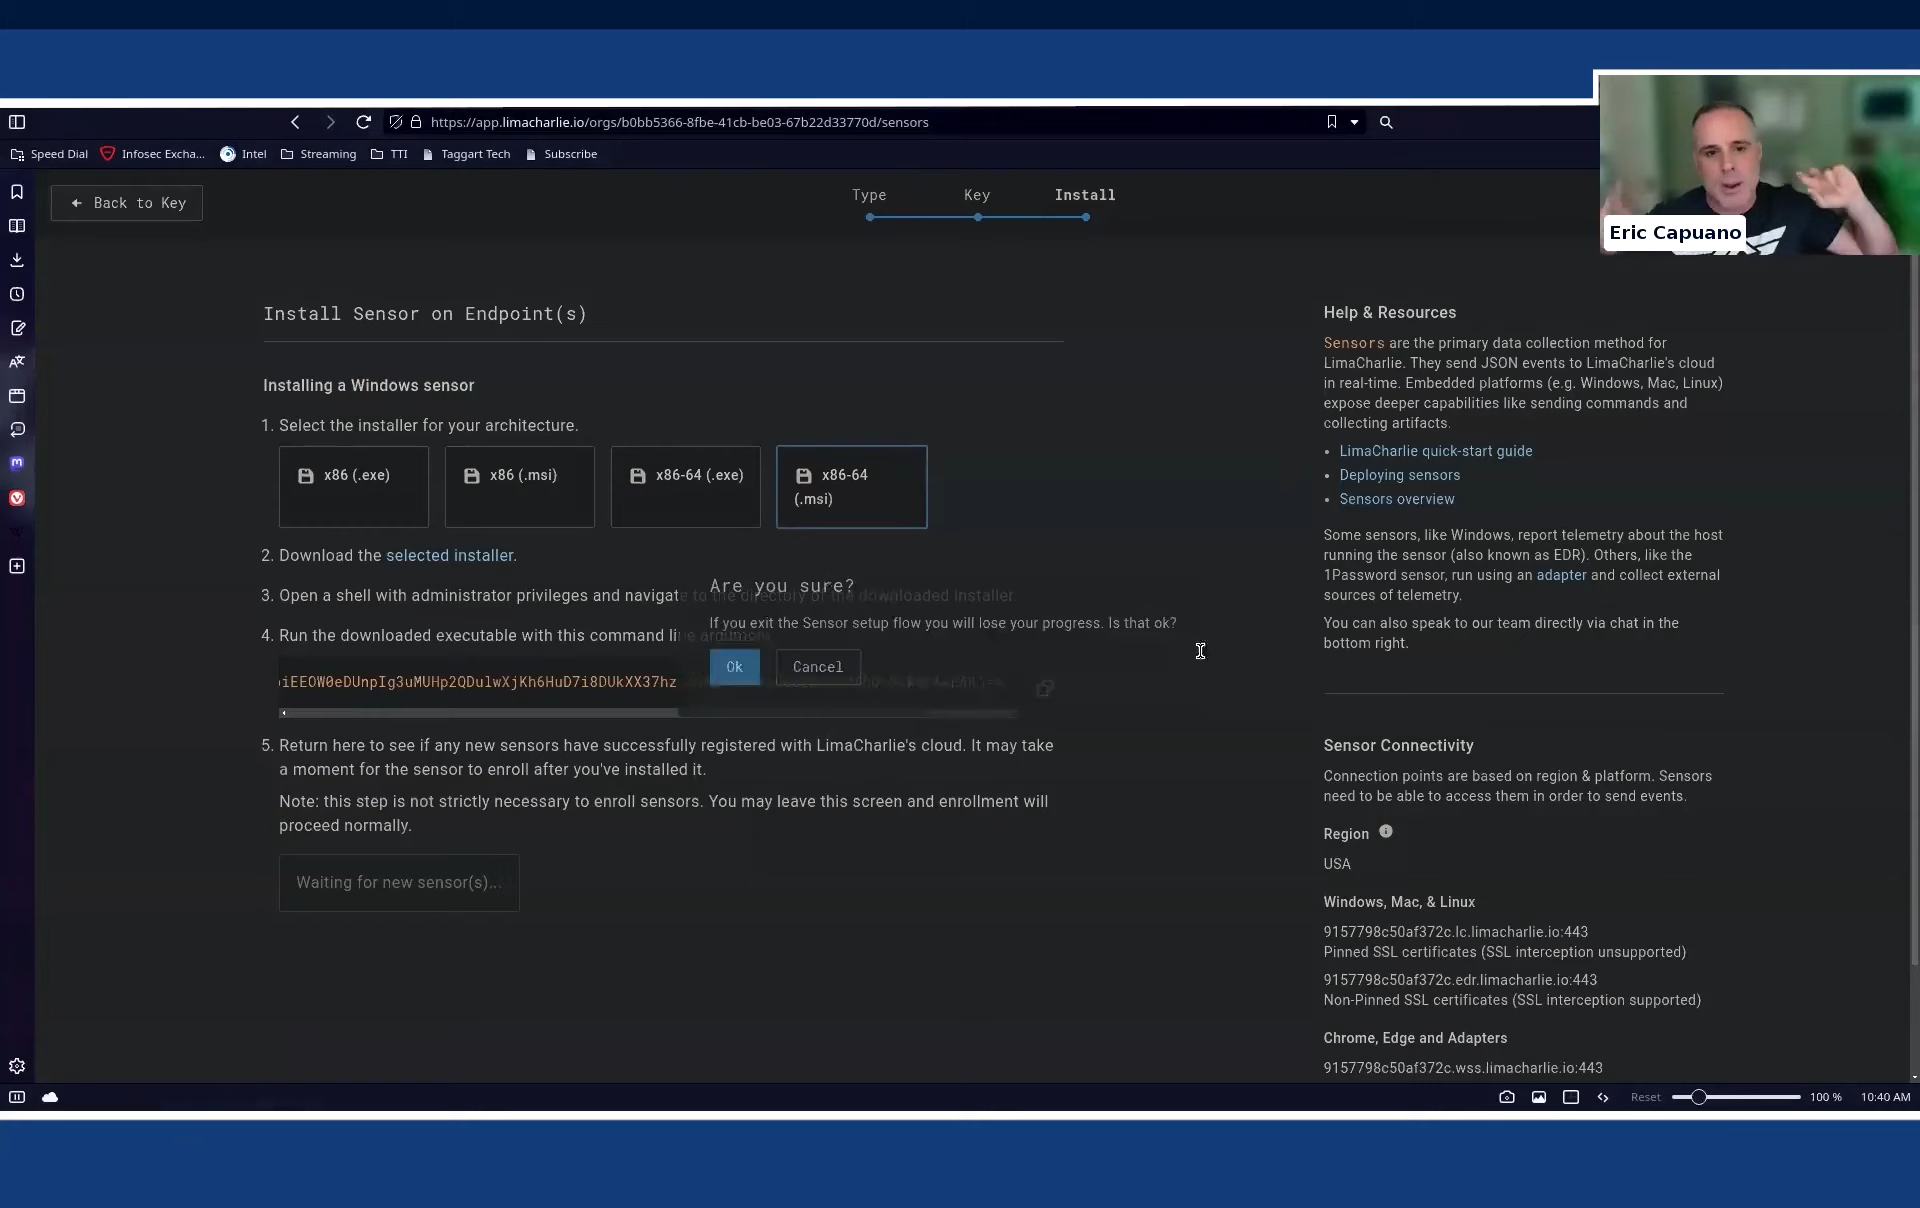 https://app.limacharlie.io/orgs/b0bb5366-8fbe-41cb-be03-67b22d33770d/sensors
Speed Dial
Infosec Excha...
Intel
Streaming
TTI
Taggart Tech
Subscribe
Eric Capuano
Back to Key
Type
Key
Install
Install Sensor on Endpoint(s)
Installing a Windows sensor
1. Select the installer for your architecture.
x86 (.exe)
x86 (.msi)
x86-64 (.exe)
x86-64
(.msi)
2. Download the selected installer.
3. Open a shell with administrator privileges and navigate to the directory of the downloaded installer.
4. Run the downloaded executable with this command line argument
iEEOW0eDUnpIg3uMUHp2QDulwXjKh6HuD7i8DUkXX37hz
Are you sure?
If you exit the Sensor setup flow you will lose your progress. Is that ok?
Ok
Cancel
5. Return here to see if any new sensors have successfully registered with LimaCharlie's cloud. It may take
a moment for the sensor to enroll after you've installed it.
Note: this step is not strictly necessary to enroll sensors. You may leave this screen and enrollment will
proceed normally.
Waiting for new sensor(s)...
Help & Resources
Sensors are the primary data collection method for
LimaCharlie. They send JSON events to LimaCharlie's cloud
in real-time. Embedded platforms (e.g. Windows, Mac, Linux)
expose deeper capabilities like sending commands and
collecting artifacts.
• LimaCharlie quick-start guide
• Deploying sensors
• Sensors overview
Some sensors, like Windows, report telemetry about the host
running the sensor (also known as EDR). Others, like the
1Password sensor, run using an adapter and collect external
sources of telemetry.
You can also speak to our team directly via chat in the
bottom right.
Sensor Connectivity
Connection points are based on region & platform. Sensors
need to be able to access them in order to send events.
Region
USA
Windows, Mac, & Linux
9157798c50af372c.lc.limacharlie.io:443
Pinned SSL certificates (SSL interception unsupported)
9157798c50af372c.edr.limacharlie.io:443
Non-Pinned SSL certificates (SSL interception supported)
Chrome, Edge and Adapters
9157798c50af372c.wss.limacharlie.io:443
Reset
100 %
10:40 AM